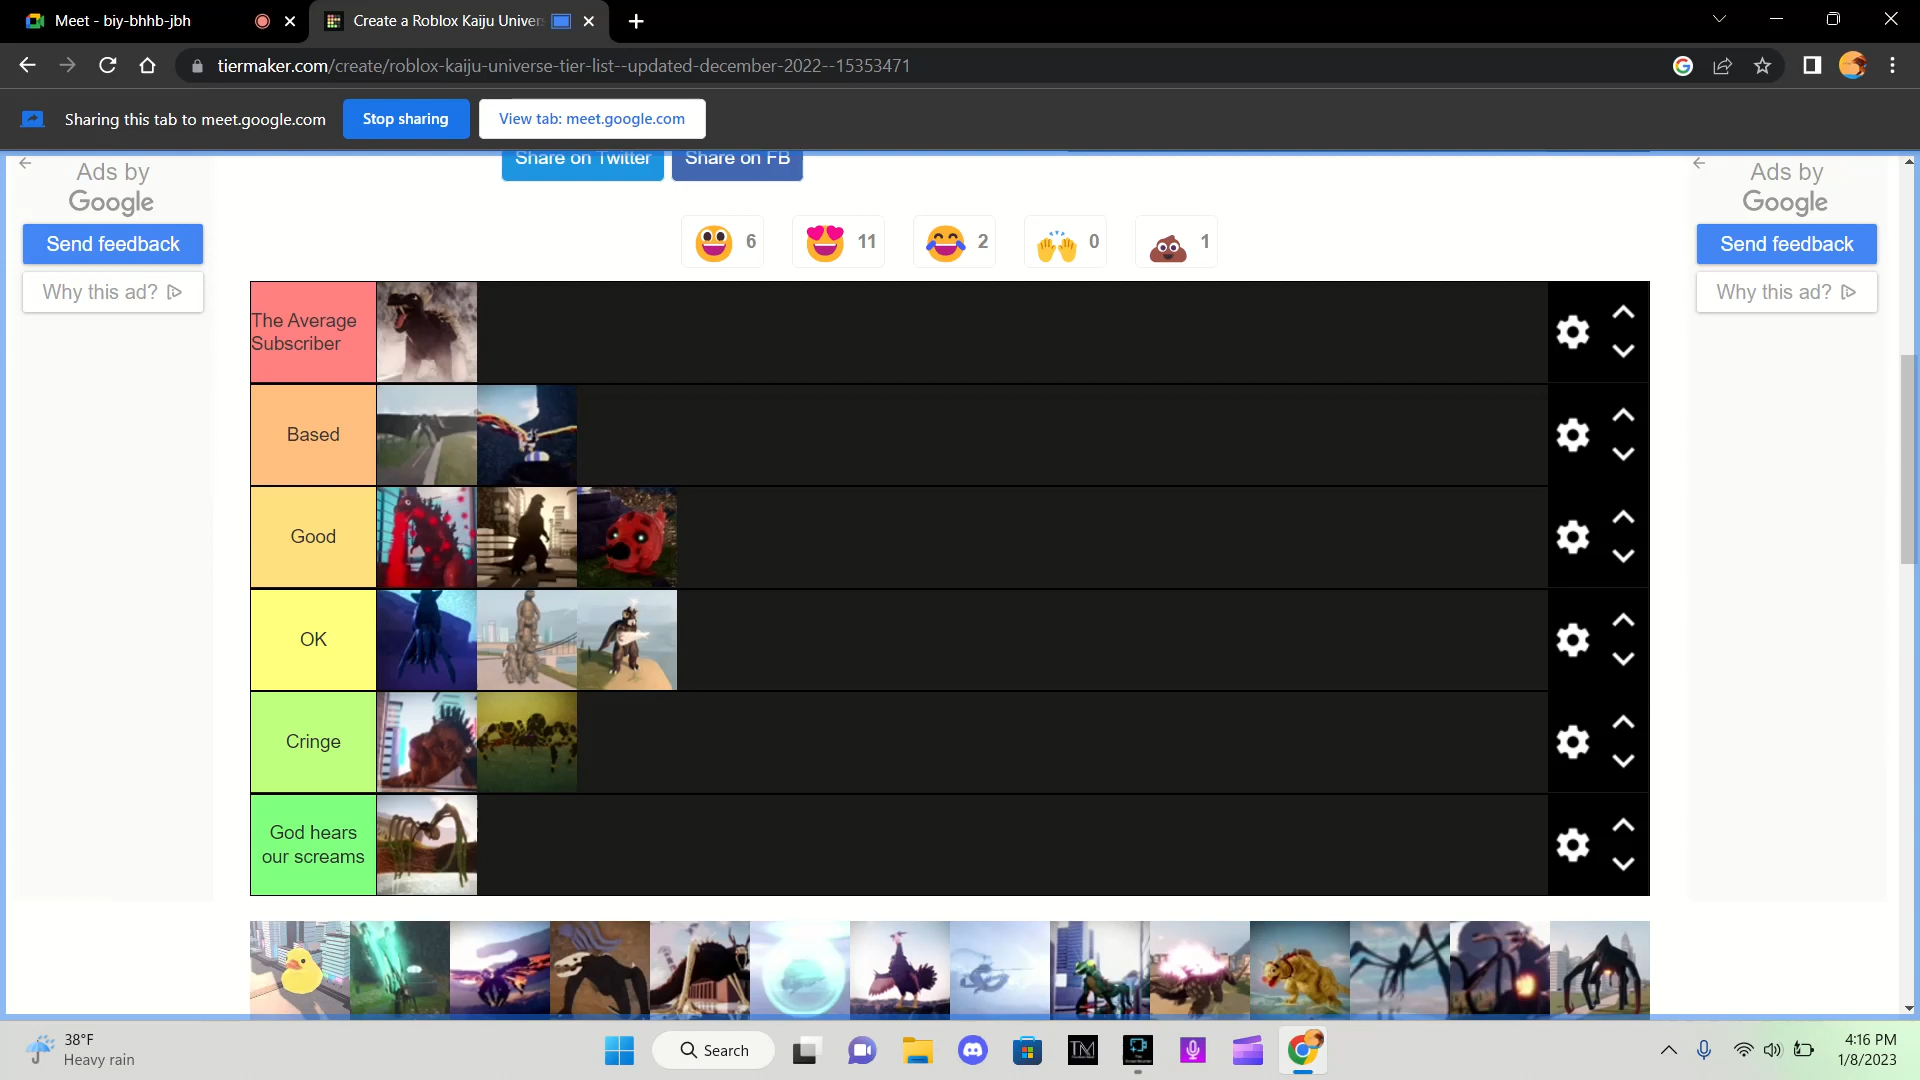 Meet - biy-bhhb-jbh
Create a Roblox Kaiju Univer
tiermaker.com/create/roblox-kaiju-universe-tier-list--updated-december-2022--15353471
Sharing this tab to meet.google.com
Stop sharing
View tab: meet.google.com
Ads by
Google
Send feedback
Why this ad?
Share on Twitter
Share on FB
6
11
2
0
1
Ads by
Google
Send feedback
Why this ad?
The Average
Subscriber
Based
Good
OK
Cringe
God hears
our screams
38°F
Heavy rain
Search
TM
4:16 PM
1/8/2023